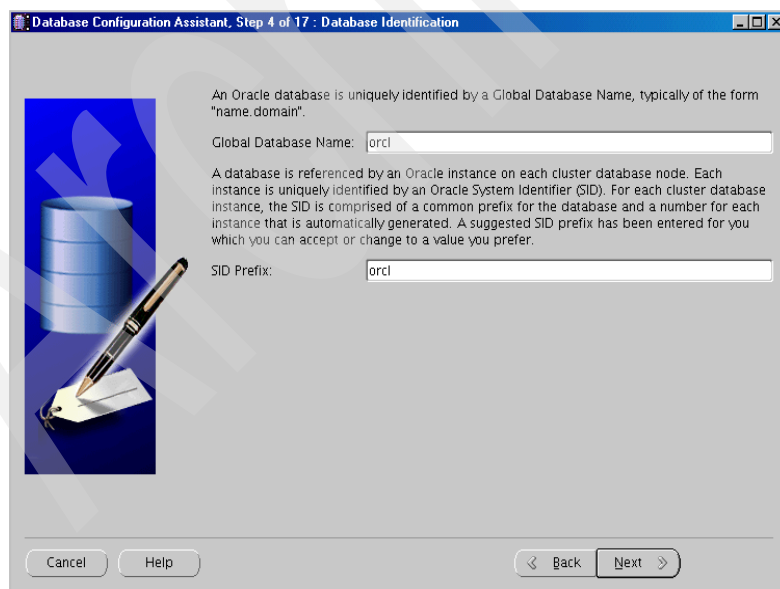 Database Configuration Assistant, Step 4 of 17 : Database Identification
An Oracle database is uniquely identified by a Global Database Name, typically of the form
"name.domain".
Global Database Name: orcl
A database is referenced by an Oracle instance on each cluster database node. Each
instance is uniquely identified by an Oracle System Identifier (SID). For each cluster database
instance, the SID is comprised of a common prefix for the database and a number for each
instance that is automatically generated. A suggested SID prefix has been entered for you
which you can accept or change to a value you prefer.
SID Prefix: orcl
Cancel Help Back Next